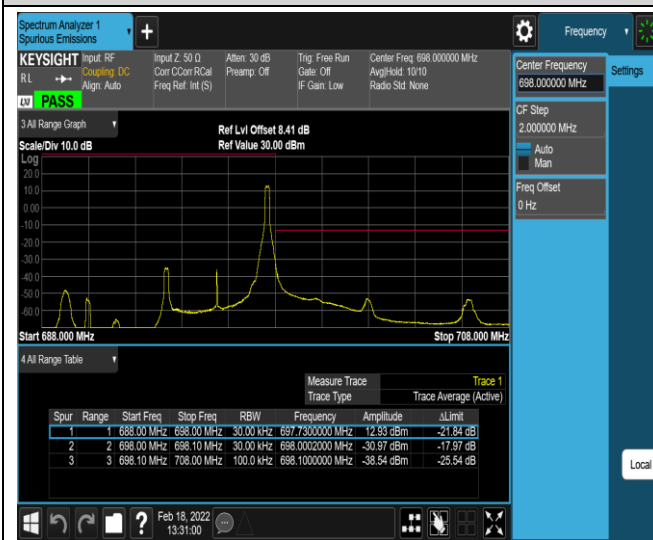 Spectrum Analyzer 1
Spurious Emissions
Frequency
KEYSIGHT Input: RF Input Z: 50 Ω Atten: 30 dB Trig: Free Run Center Freq: 698.000000 MHz
RL Coupling: DC Corr CCorr RCal Preamp: Off Gate: Off Avg|Hold: 10/10
Align: Auto Freq Ref: Int (S) IF Gain: Low Radio Std: None
LXI PASS
Center Frequency
698.000000 MHz
Settings
CF Step
2.000000 MHz
Auto
Man
Freq Offset
0 Hz
3 All Range Graph
Ref Lvl Offset 8.41 dB
Scale/Div 10.0 dB Ref Value 30.00 dBm
Log
20.0
10.0
0.00
-10.0
-20.0
-30.0
-40.0
-50.0
-60.0
Start 688.000 MHz Stop 708.000 MHz
4 All Range Table
Measure Trace Trace 1
Trace Type Trace Average (Active)
Spur Range Start Freq Stop Freq RBW Frequency Amplitude ΔLimit
1 1 688.00 MHz 698.00 MHz 30.00 kHz 697.7300000 MHz 12.93 dBm -21.84 dB
2 2 698.00 MHz 698.10 MHz 30.00 kHz 698.0002000 MHz -30.97 dBm -17.97 dB
3 3 698.10 MHz 708.00 MHz 100.0 kHz 698.1000000 MHz -38.54 dBm -25.54 dB
Local
Feb 18, 2022
13:31:00